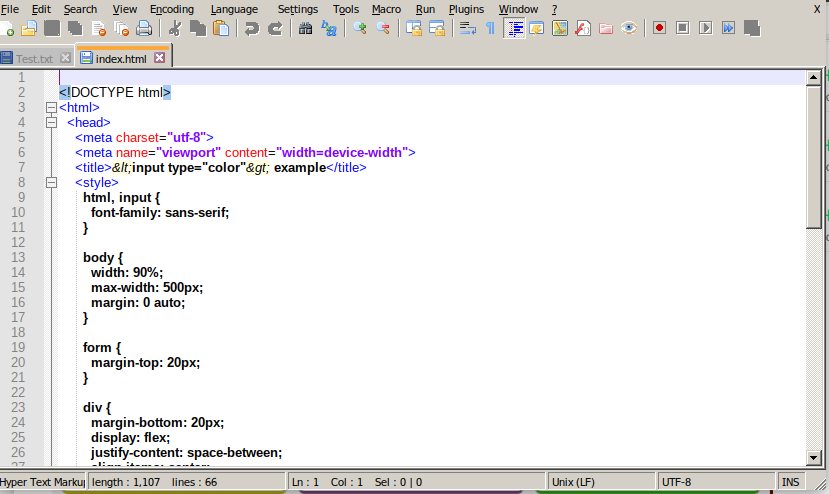 File Edit Search View Encoding Language Settings Tools Macro Run Plugins Window ? X
Test.txt index.html
1
2 <!DOCTYPE html>
3 <html>
4 <head>
5 <meta charset="utf-8">
6 <meta name="viewport" content="width=device-width">
7 <title>&lt;input type="color"&gt; example</title>
8 <style>
9 html, input {
10 font-family: sans-serif;
11 }
12
13 body {
14 width: 90%;
15 max-width: 500px;
16 margin: 0 auto;
17 }
18
19 form {
20 margin-top: 20px;
21 }
22
23 div {
24 margin-bottom: 20px;
25 display: flex;
26 justify-content: space-between;
27 align-items: center;
Hyper Text Marku length : 1,107 lines : 66 Ln : 1 Col : 1 Sel : 0 | 0 Unix (LF) UTF-8 INS